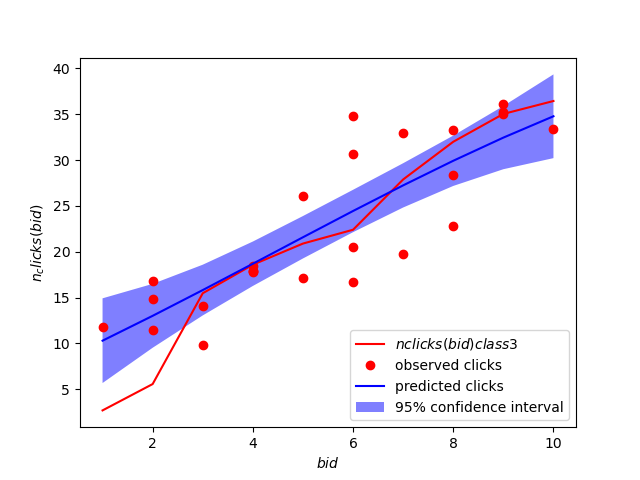 40
35
30
25
20
15
10
5
n_clicks(bid)
2
4
6
8
10
bid
nclicks(bid)class3
observed clicks
predicted clicks
95% confidence interval